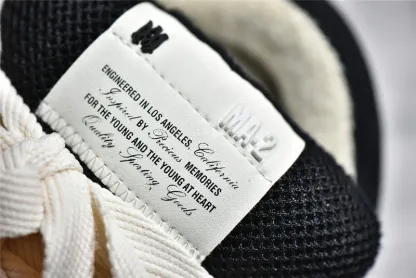 MA-2
ENGINEERED IN LOS ANGELES, California
Inspired by Precious MEMORIES
FOR THE YOUNG AND THE YOUNG AT HEART
Quality Sporting Goods